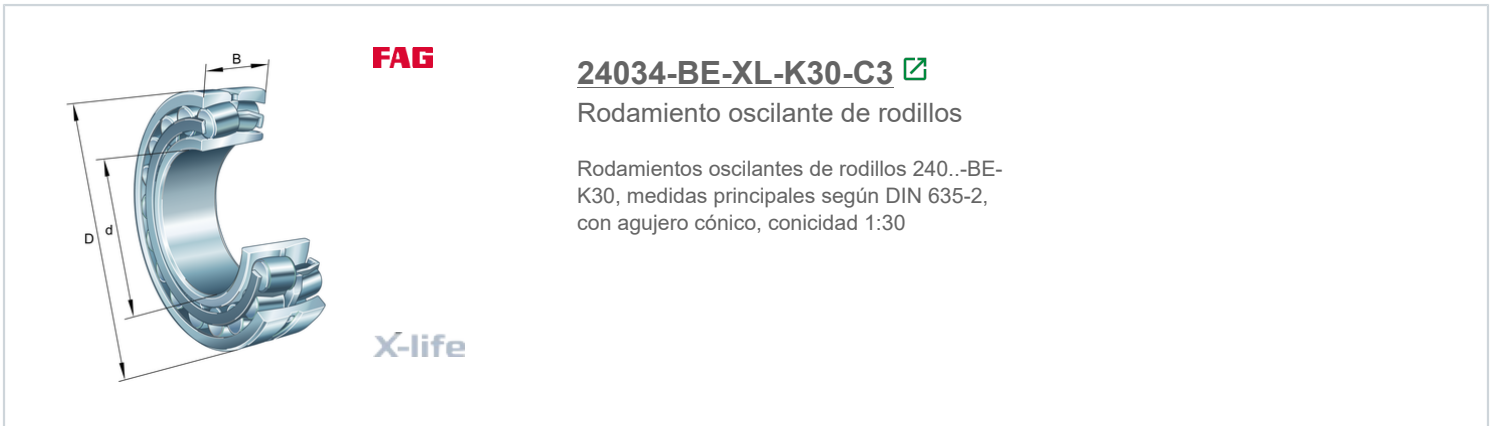 B
D
d
FAG
X-life
24034-BE-XL-K30-C3
Rodamiento oscilante de rodillos
Rodamientos oscilantes de rodillos 240..-BE-
K30, medidas principales según DIN 635-2,
con agujero cónico, conicidad 1:30